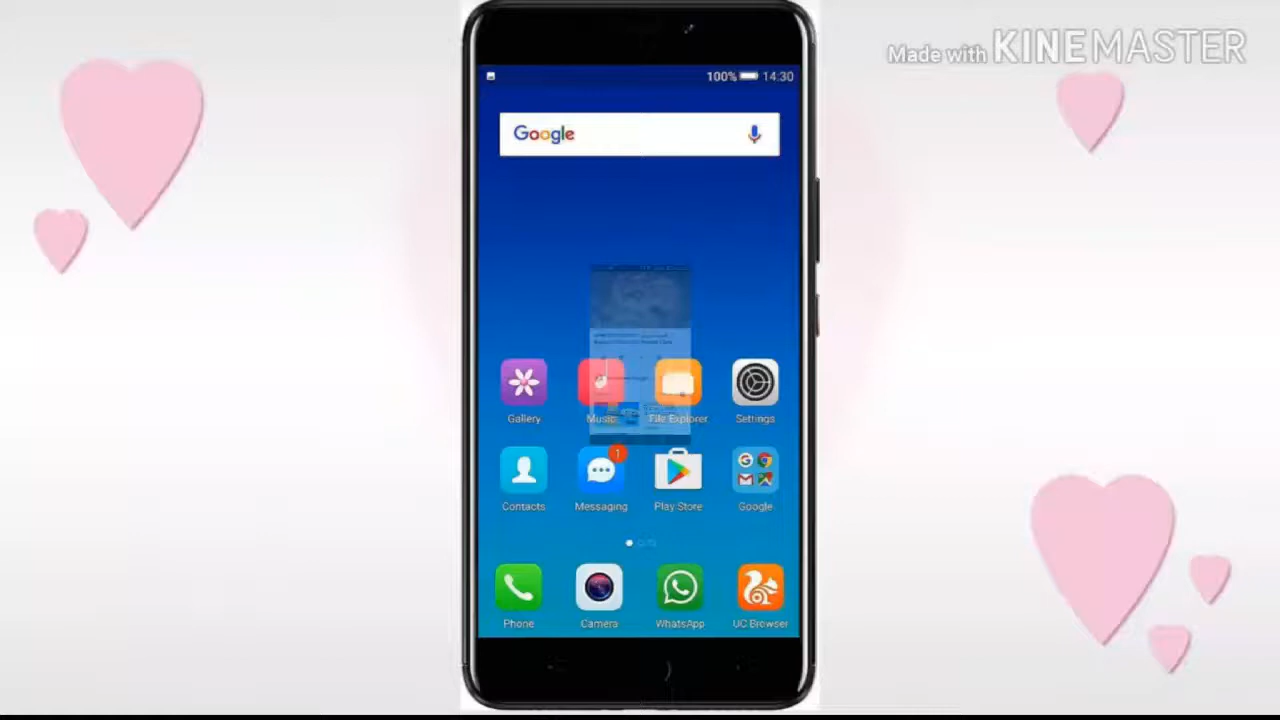 Made with KINEMASTER
100% 14:30
Google
Gallery Music File Explorer Settings
1
Contacts Messaging Play Store Google
Phone Camera WhatsApp UC Browser